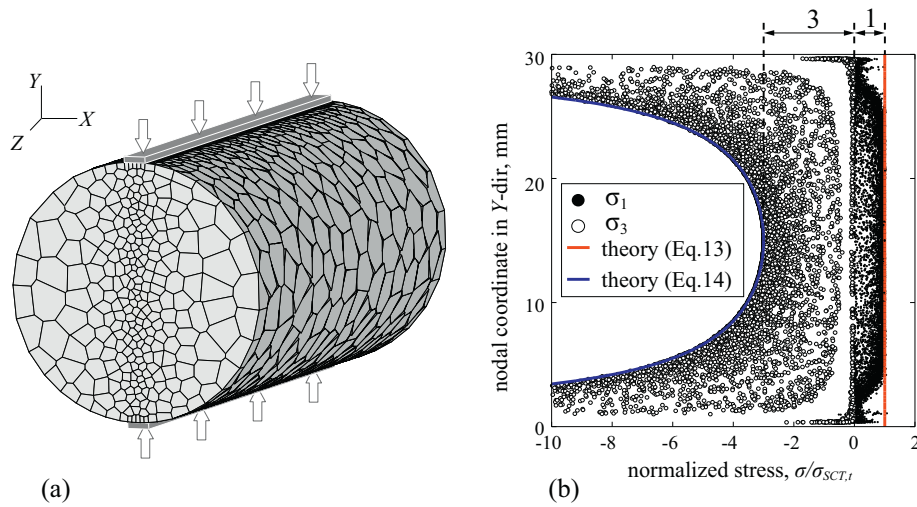 Y
X
Z
(a)
3
1
30
20
10
0
nodal coordinate in Y-dir, mm
σ₁
σ₃
theory (Eq.13)
theory (Eq.14)
-10 -8 -6 -4 -2 0 2
normalized stress, σ/σ_SCT,t
(b)